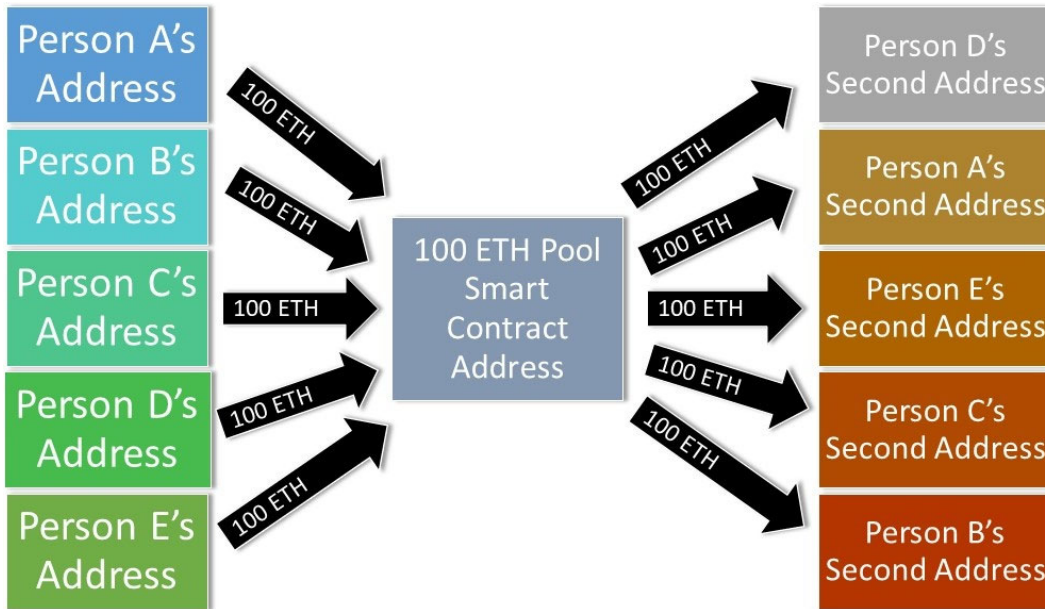 Person A’s
Address
Person B’s
Address
Person C’s
Address
Person D’s
Address
Person E’s
Address
100 ETH
100 ETH
100 ETH
100 ETH
100 ETH
100 ETH Pool
Smart
Contract
Address
100 ETH
100 ETH
100 ETH
100 ETH
100 ETH
Person D’s
Second Address
Person A’s
Second Address
Person E’s
Second Address
Person C’s
Second Address
Person B’s
Second Address